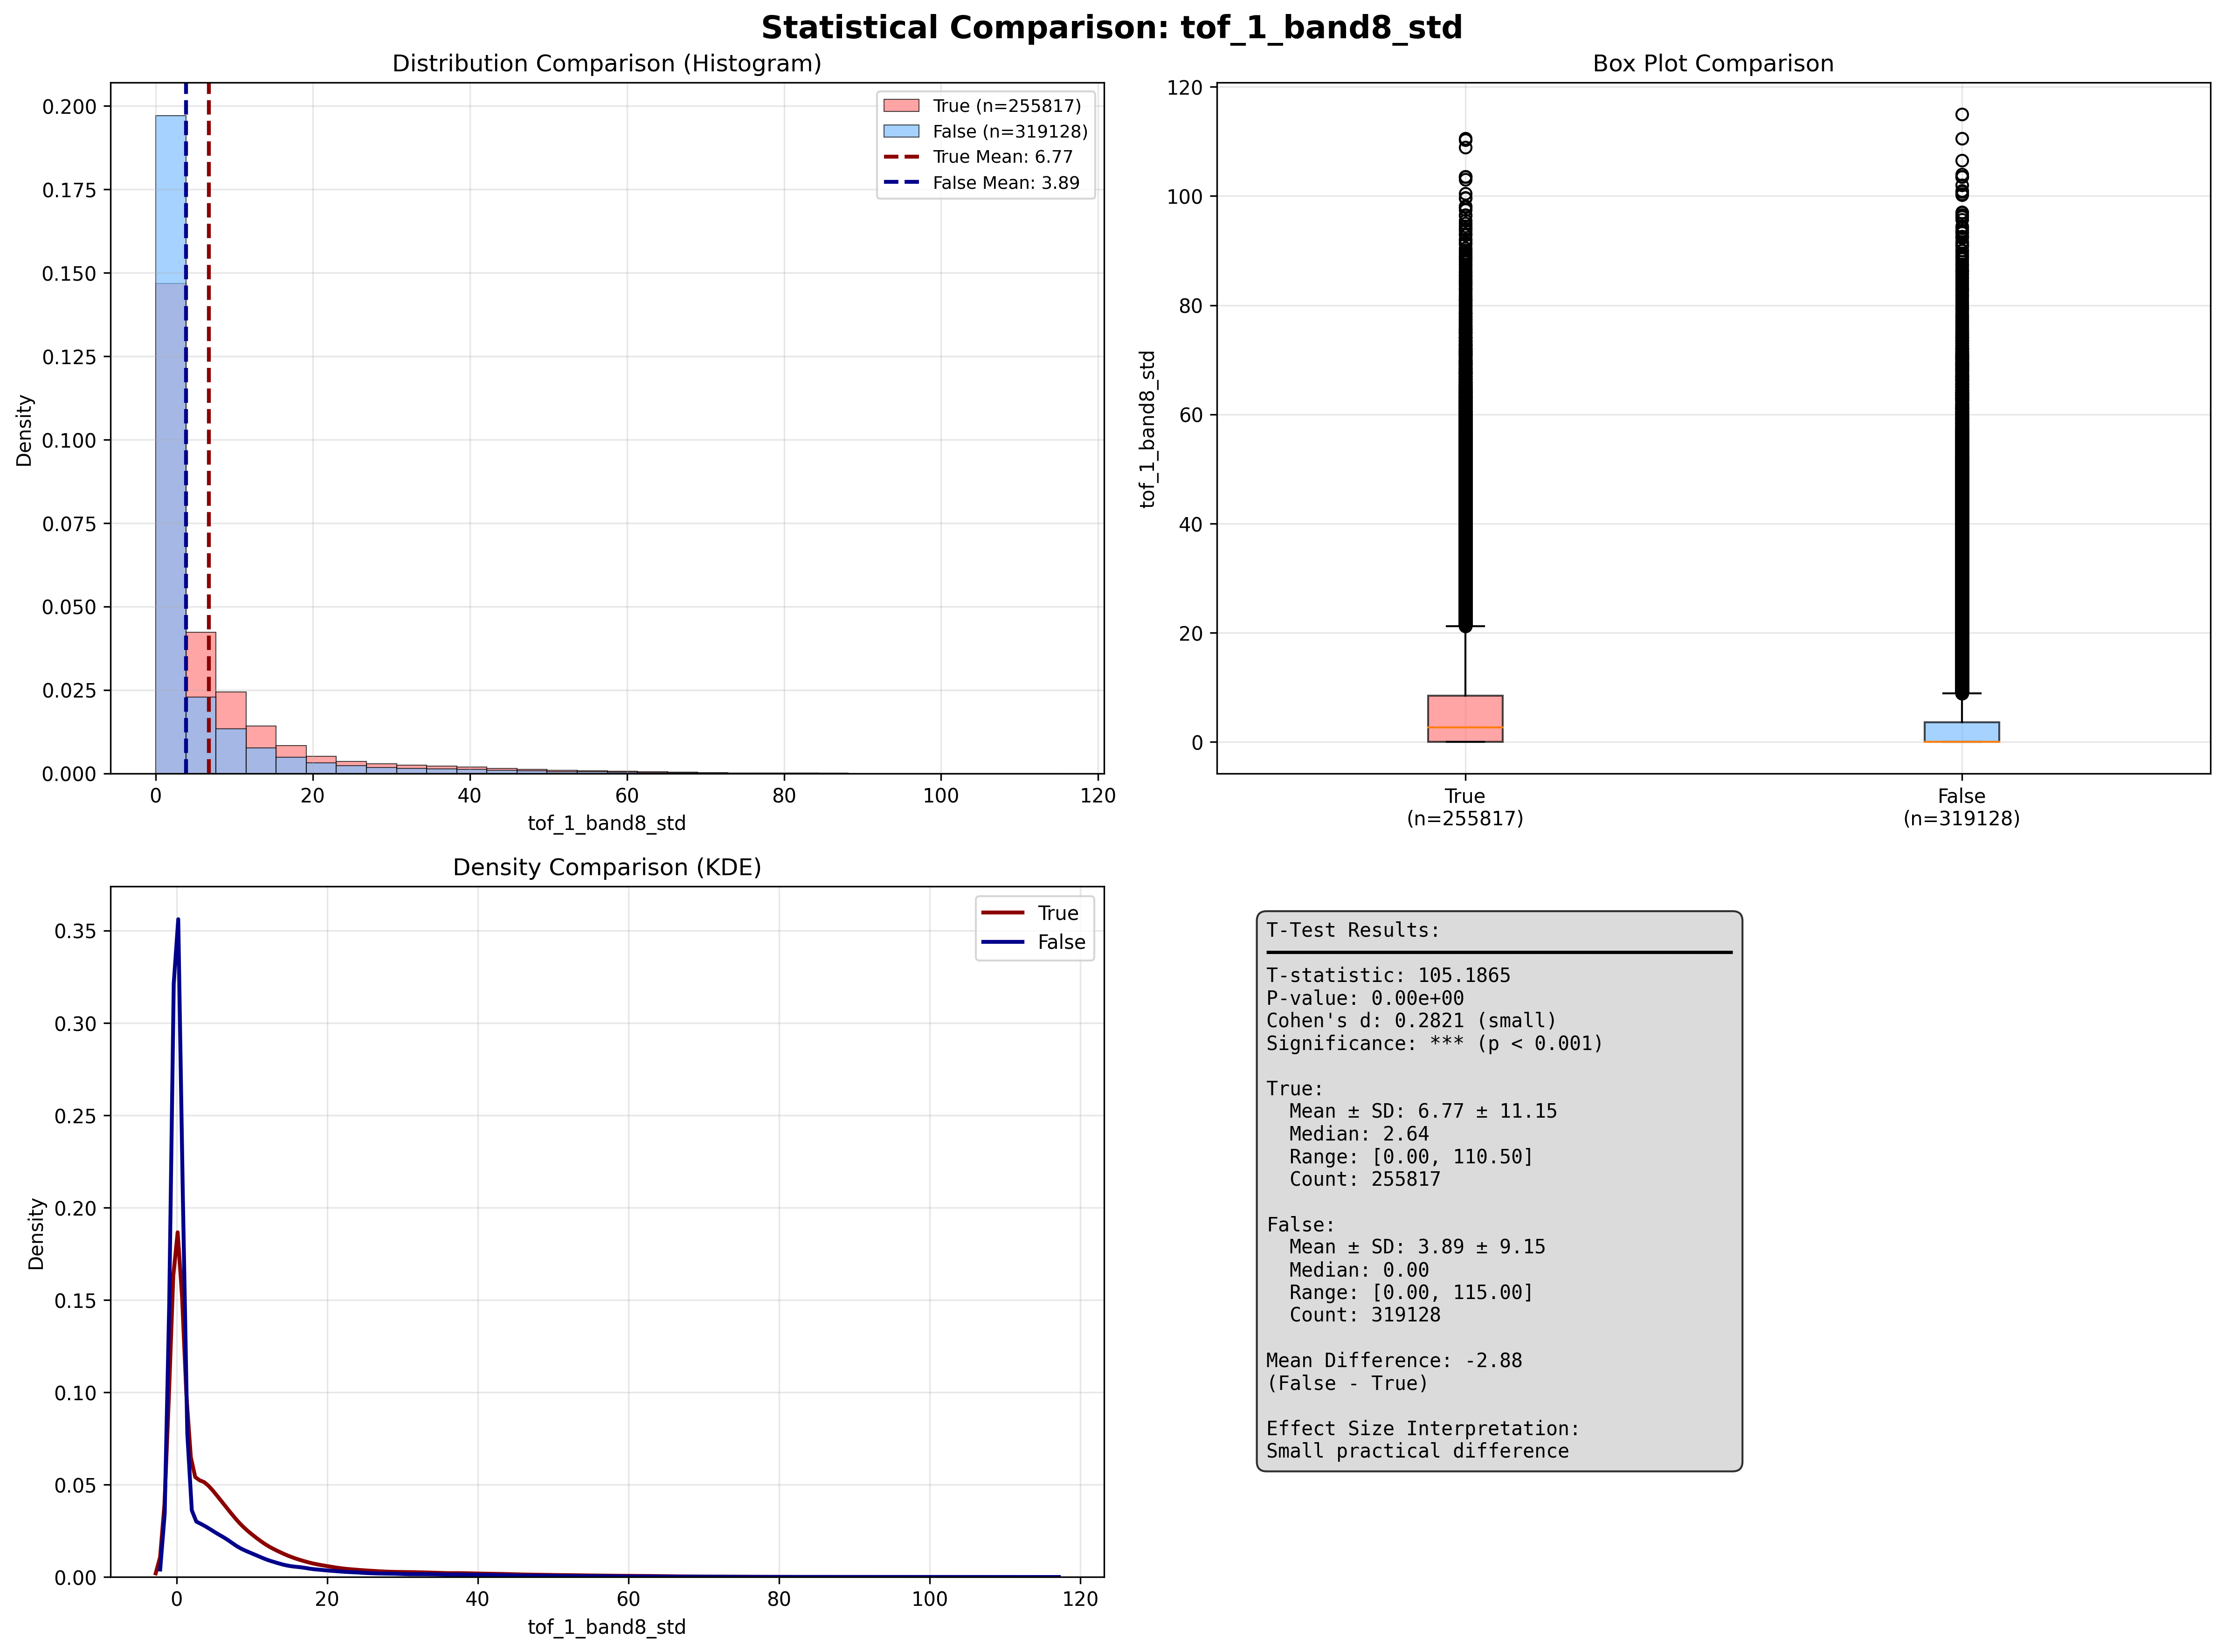 Statistical Comparison: tof_1_band8_std
Distribution Comparison (Histogram)
0.200
0.175
0.150
0.125
0.100
0.075
0.050
0.025
0.000
Density
True (n=255817)
False (n=319128)
True Mean: 6.77
False Mean: 3.89
0
20
40
60
80
100
120
tof_1_band8_std
Box Plot Comparison
120
100
80
60
40
20
0
tof_1_band8_std
True
(n=255817)
False
(n=319128)
Density Comparison (KDE)
0.35
0.30
0.25
0.20
0.15
0.10
0.05
0.00
Density
True
False
0
20
40
60
80
100
120
tof_1_band8_std
T-Test Results:
T-statistic: 105.1865
P-value: 0.00e+00
Cohen's d: 0.2821 (small)
Significance: *** (p < 0.001)
True:
Mean ± SD: 6.77 ± 11.15
Median: 2.64
Range: [0.00, 110.50]
Count: 255817
False:
Mean ± SD: 3.89 ± 9.15
Median: 0.00
Range: [0.00, 115.00]
Count: 319128
Mean Difference: -2.88
(False - True)
Effect Size Interpretation:
Small practical difference